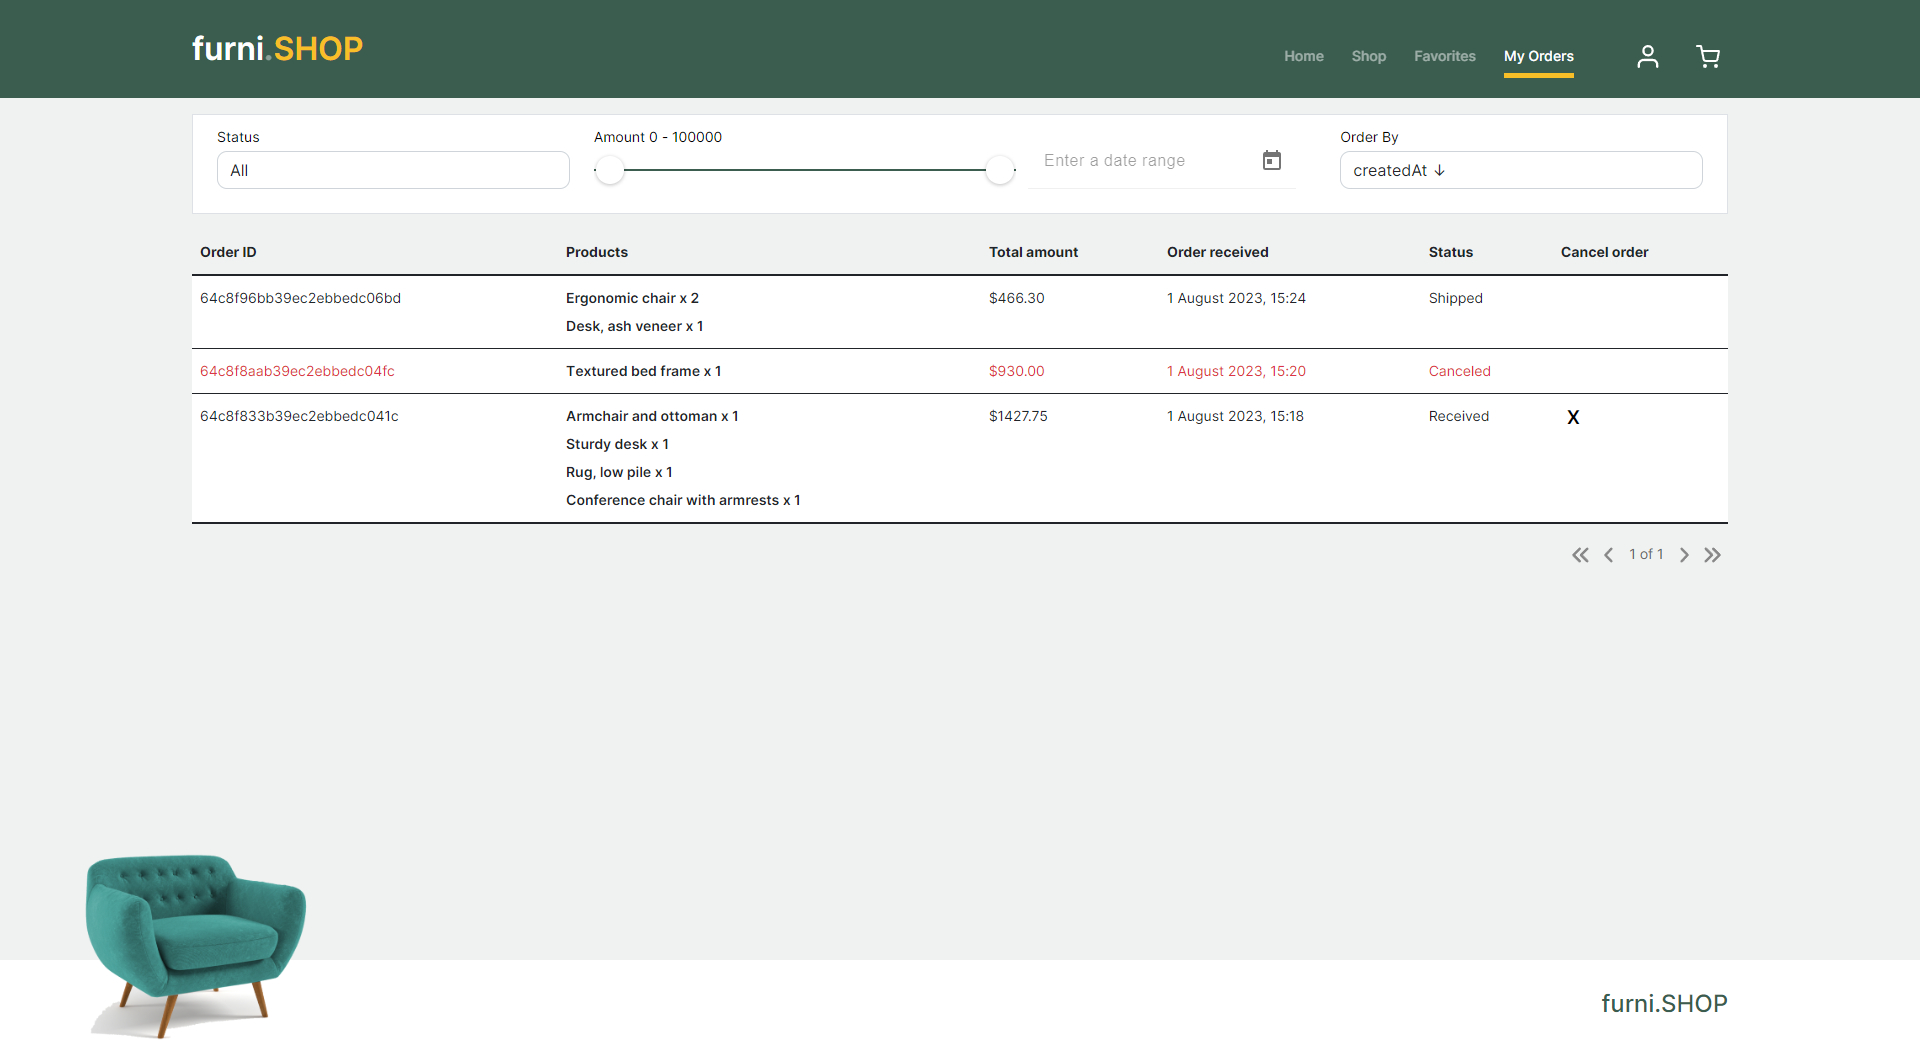 furni.SHOP
Home Shop Favorites My Orders
Status
All
Amount 0 - 100000
Enter a date range
Order By
createdAt ↓
Order ID Products Total amount Order received Status Cancel order
64c8f96bb39ec2ebbedc06bd Ergonomic chair x 2 $466.30 1 August 2023, 15:24 Shipped
Desk, ash veneer x 1
64c8f8aab39ec2ebbedc04fc Textured bed frame x 1 $930.00 1 August 2023, 15:20 Canceled
64c8f833b39ec2ebbedc041c Armchair and ottoman x 1 $1427.75 1 August 2023, 15:18 Received X
Sturdy desk x 1
Rug, low pile x 1
Conference chair with armrests x 1
1 of 1
furni.SHOP